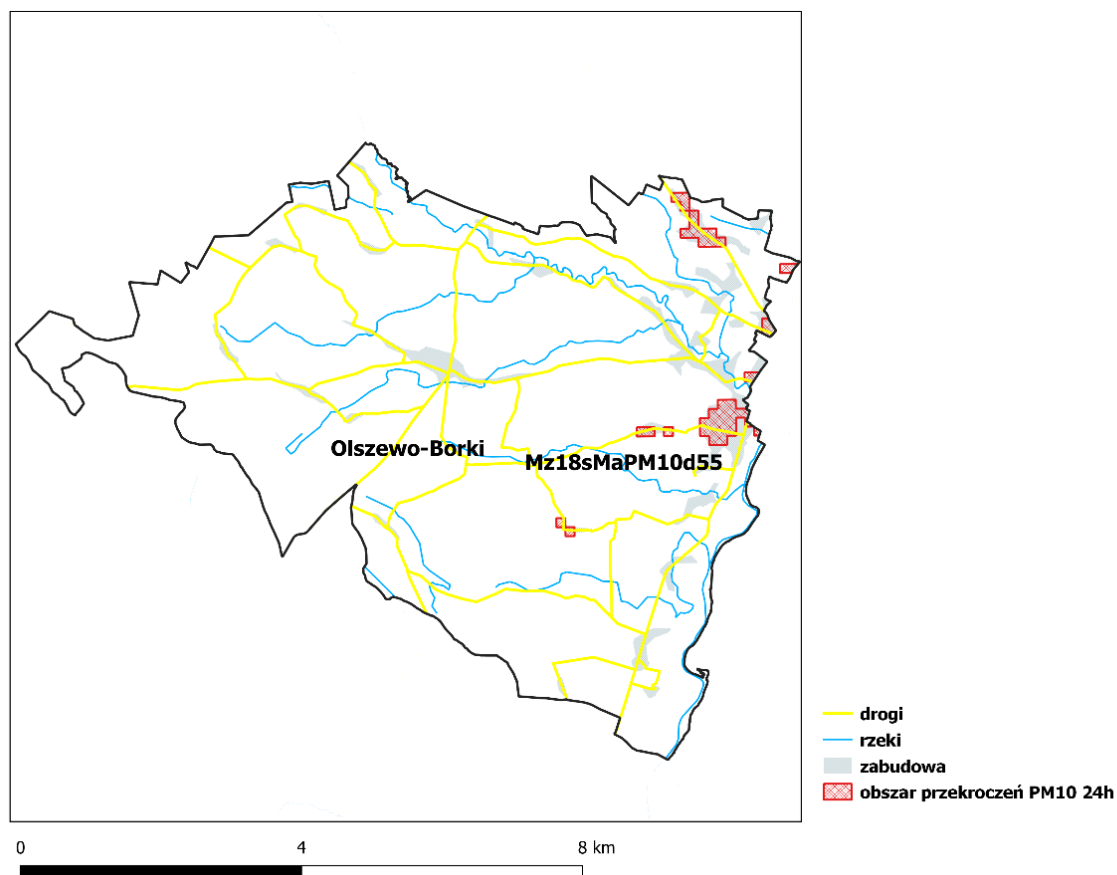 Olszewo-Borki
Mz18sMaPM10d55
drogi
rzeki
zabudowa
obszar przekroczeń PM10 24h
0 4 8 km